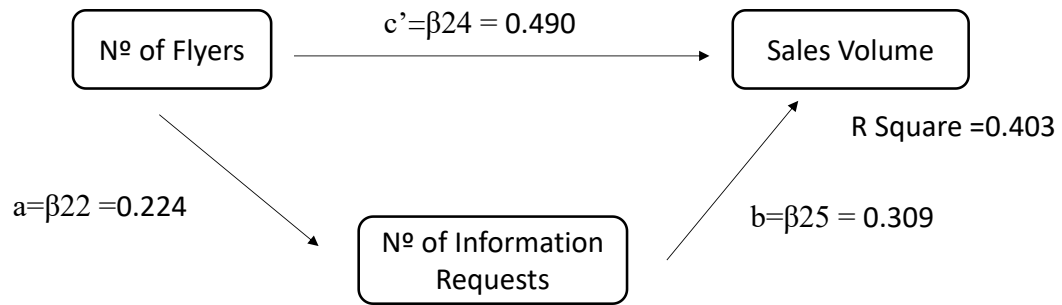 c’=β24 = 0.490
Nº of Flyers
Sales Volume
R Square =0.403
a=β22 =0.224
b=β25 = 0.309
Nº of Information
Requests